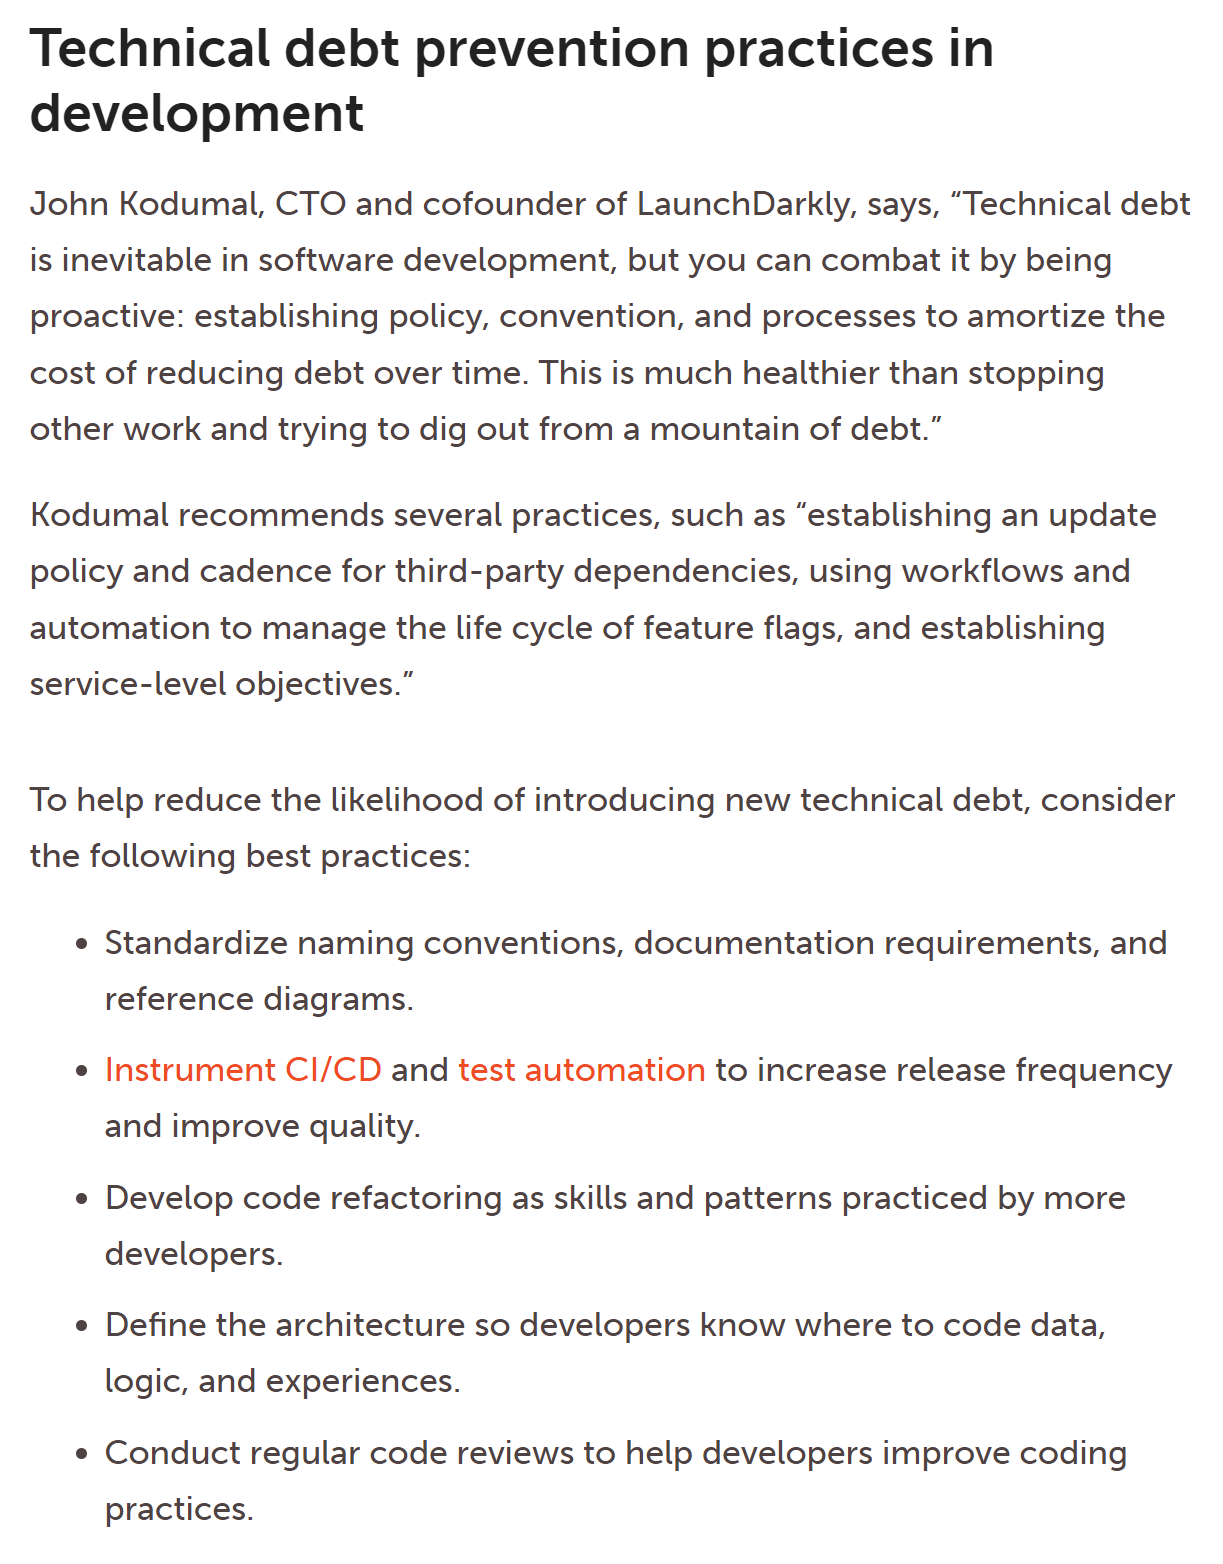 Technical debt prevention practices in
development
John Kodumal, CTO and cofounder of LaunchDarkly, says, “Technical debt
is inevitable in software development, but you can combat it by being
proactive: establishing policy, convention, and processes to amortize the
cost of reducing debt over time. This is much healthier than stopping
other work and trying to dig out from a mountain of debt.”
Kodumal recommends several practices, such as “establishing an update
policy and cadence for third-party dependencies, using workflows and
automation to manage the life cycle of feature flags, and establishing
service-level objectives.”
To help reduce the likelihood of introducing new technical debt, consider
the following best practices:
• Standardize naming conventions, documentation requirements, and
reference diagrams.
• Instrument CI/CD and test automation to increase release frequency
and improve quality.
• Develop code refactoring as skills and patterns practiced by more
developers.
• Define the architecture so developers know where to code data,
logic, and experiences.
• Conduct regular code reviews to help developers improve coding
practices.